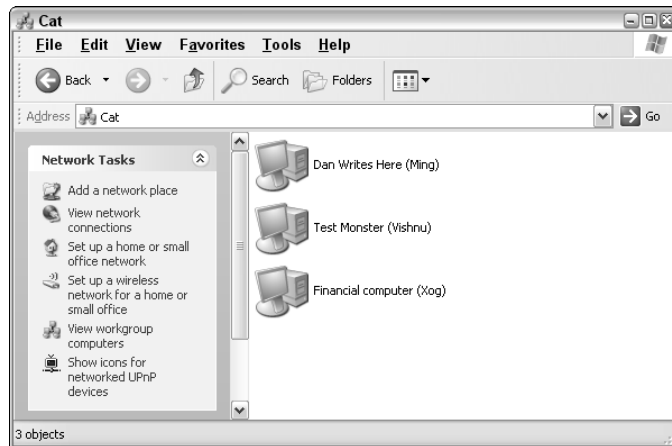 Cat
File Edit View Favorites Tools Help
Back Search Folders
Address Cat Go
Network Tasks
Add a network place
View network
connections
Set up a home or small
office network
Set up a wireless
network for a home or
small office
View workgroup
computers
Show icons for
networked UPnP
devices
Dan Writes Here (Ming)
Test Monster (Vishnu)
Financial computer (Xog)
3 objects